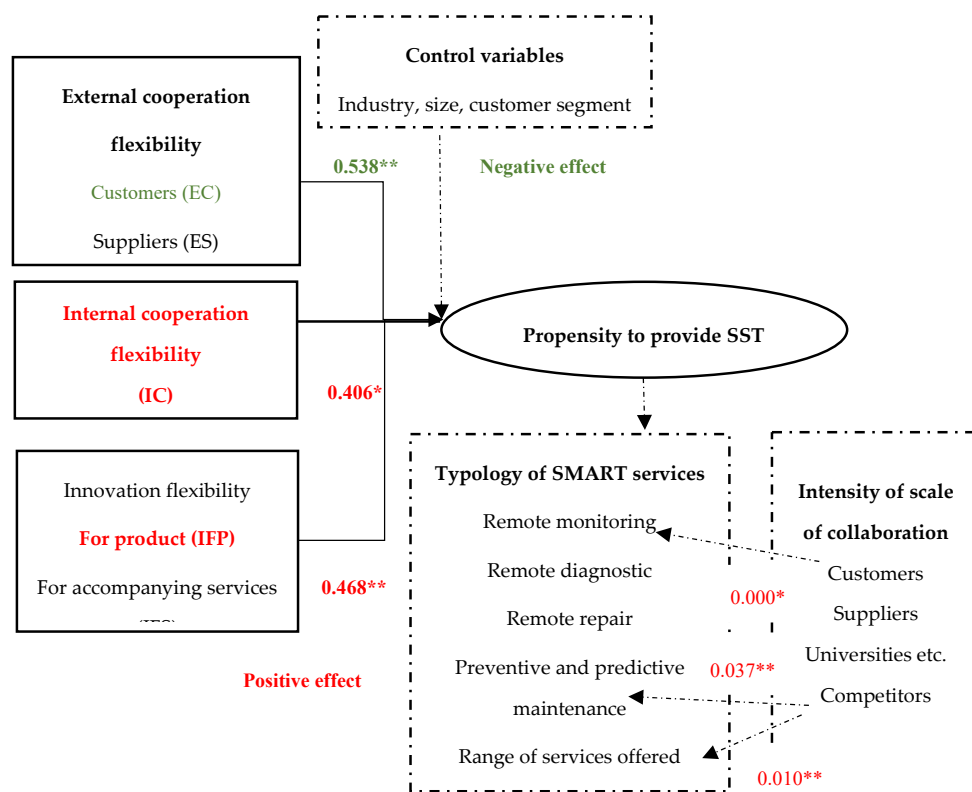 Control variables
Industry, size, customer segment
External cooperation
flexibility
Customers (EC)
Suppliers (ES)
0.538**
Negative effect
Internal cooperation
flexibility
(IC)
0.406*
Propensity to provide SST
Innovation flexibility
For product (IFP)
For accompanying services
0.468**
Positive effect
Typology of SMART services
Remote monitoring
Remote diagnostic
Remote repair
Preventive and predictive
maintenance
Range of services offered
Intensity of scale
of collaboration
Customers
Suppliers
Universities etc.
Competitors
0.000*
0.037**
0.010**